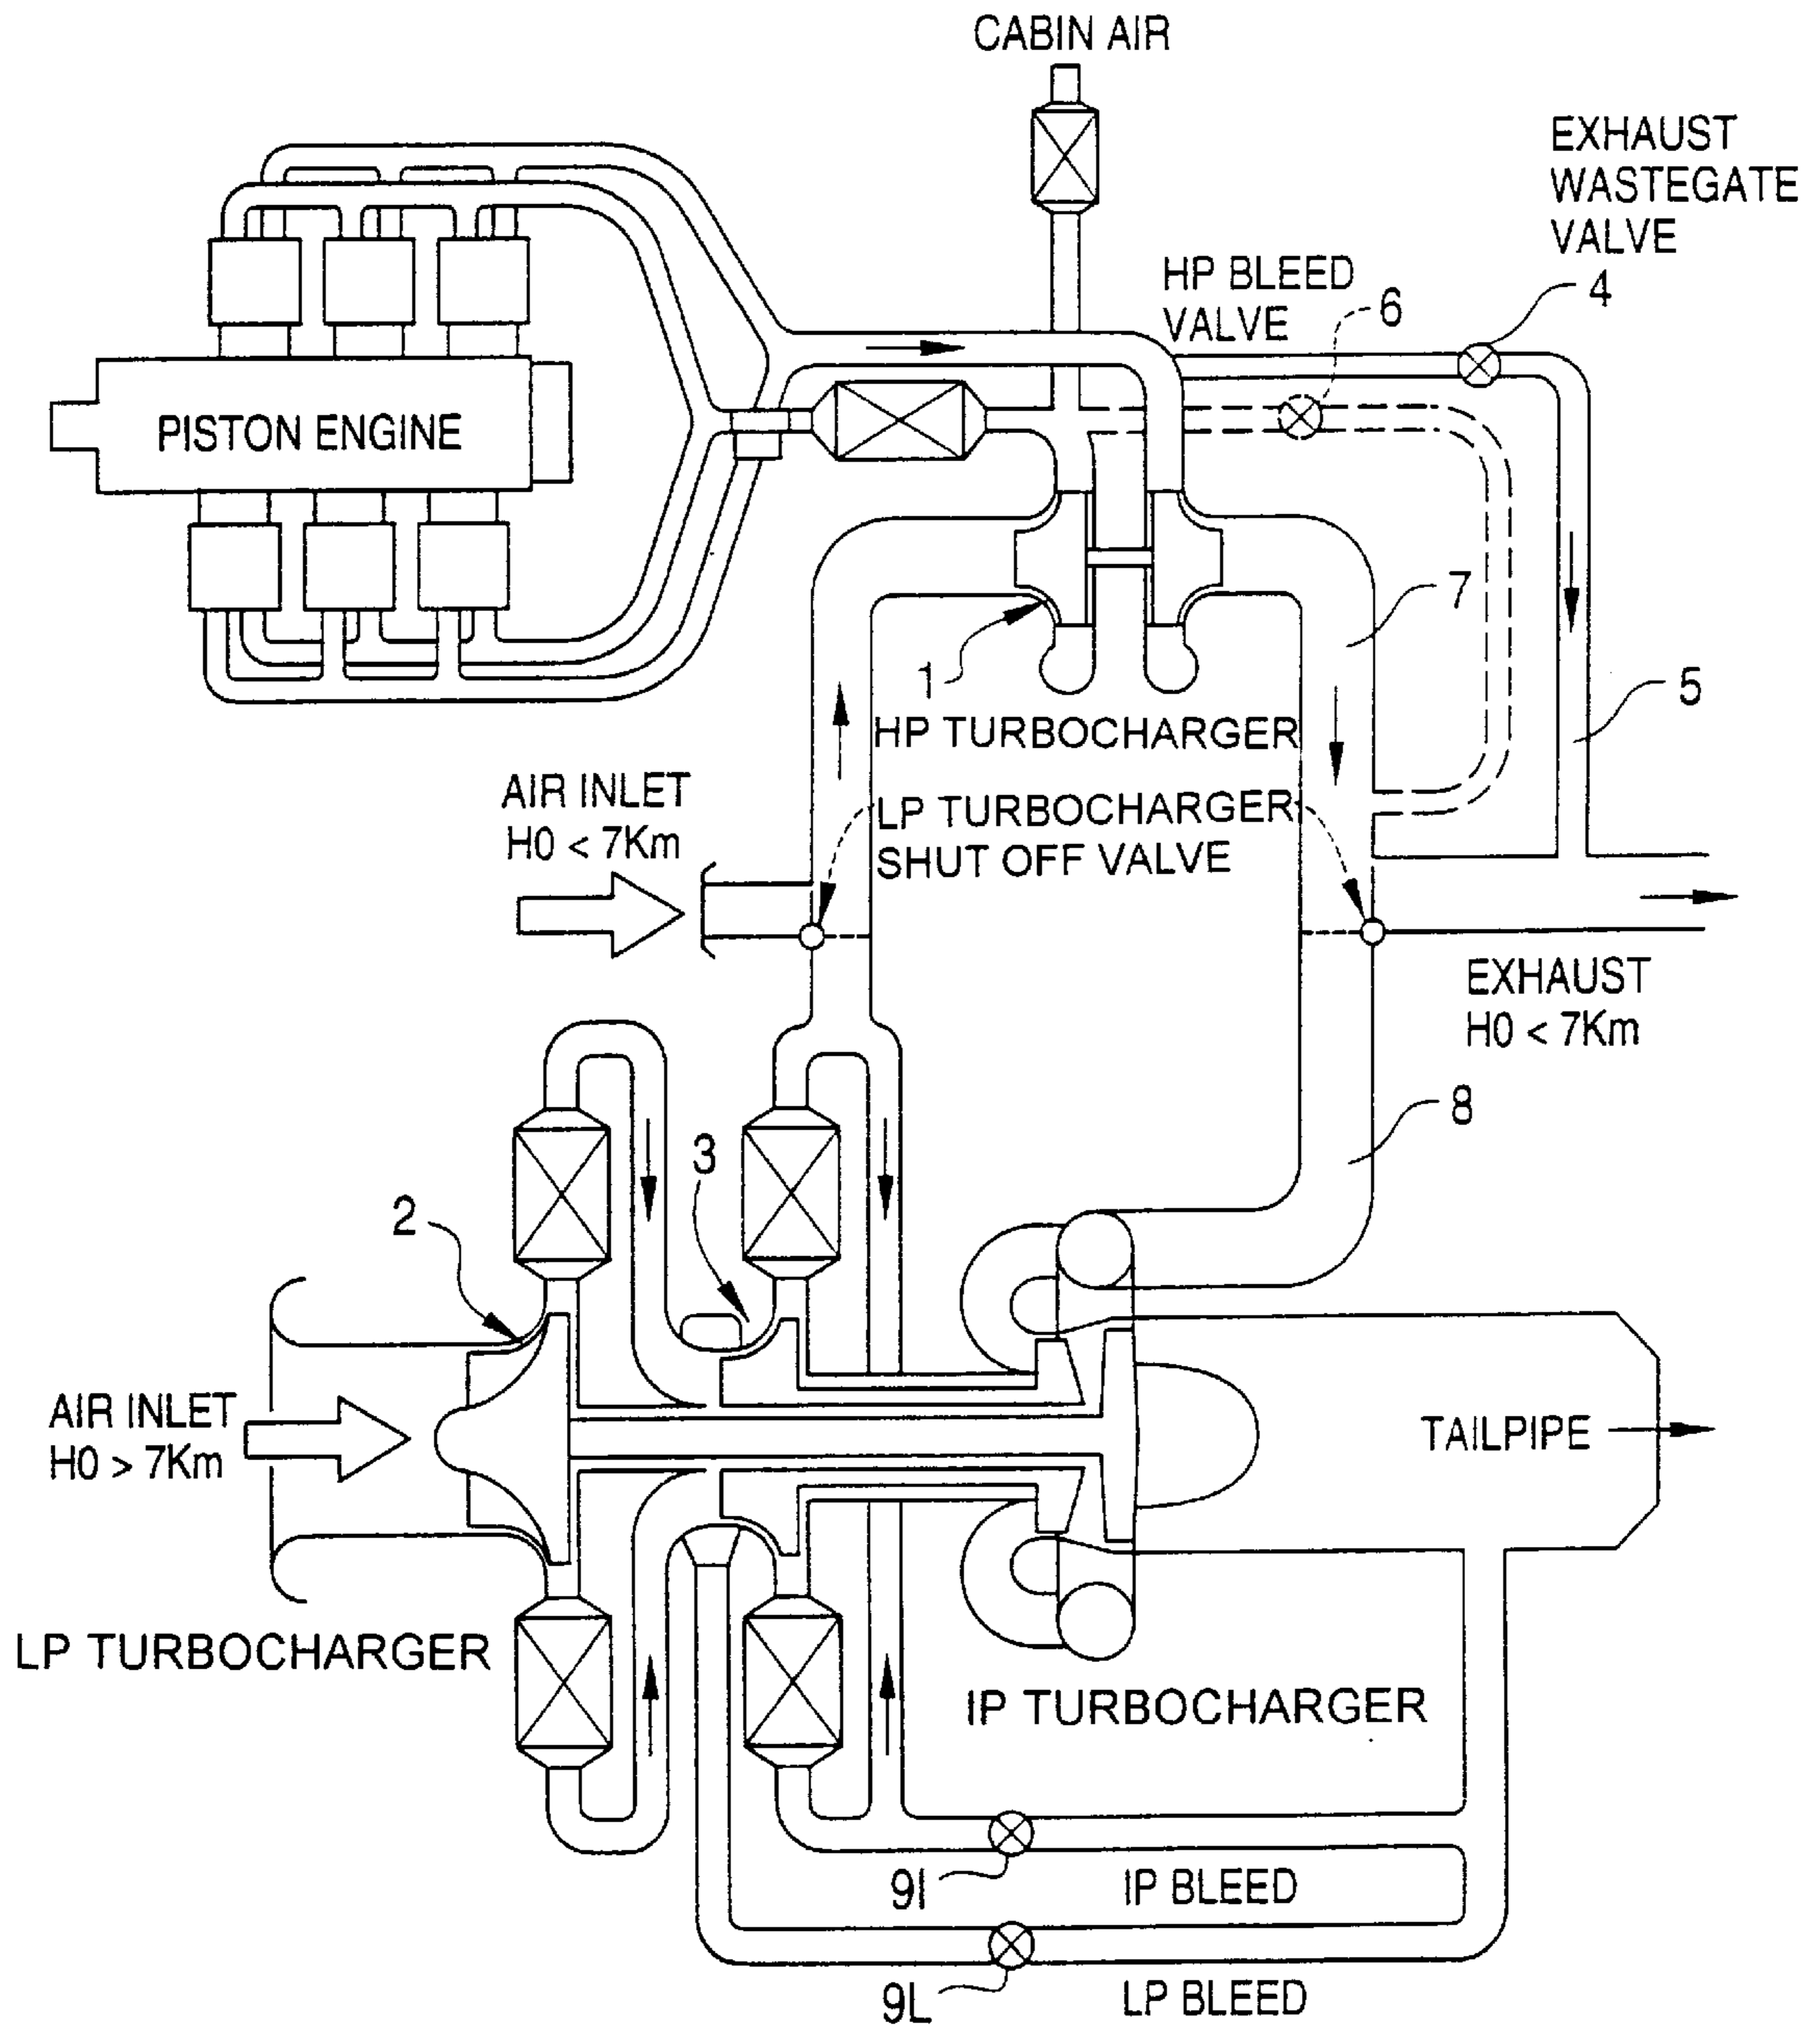 CABIN AIR
EXHAUST
WASTEGATE
VALVE
4
HP BLEED
VALVE
6
PISTON ENGINE
7
1
5
HP TURBOCHARGER
AIR INLET
H0 < 7Km
LP TURBOCHARGER
SHUT OFF VALVE
EXHAUST
H0 < 7Km
8
3
2
AIR INLET
H0 > 7Km
TAILPIPE
LP TURBOCHARGER
IP TURBOCHARGER
9I
IP BLEED
9L
LP BLEED